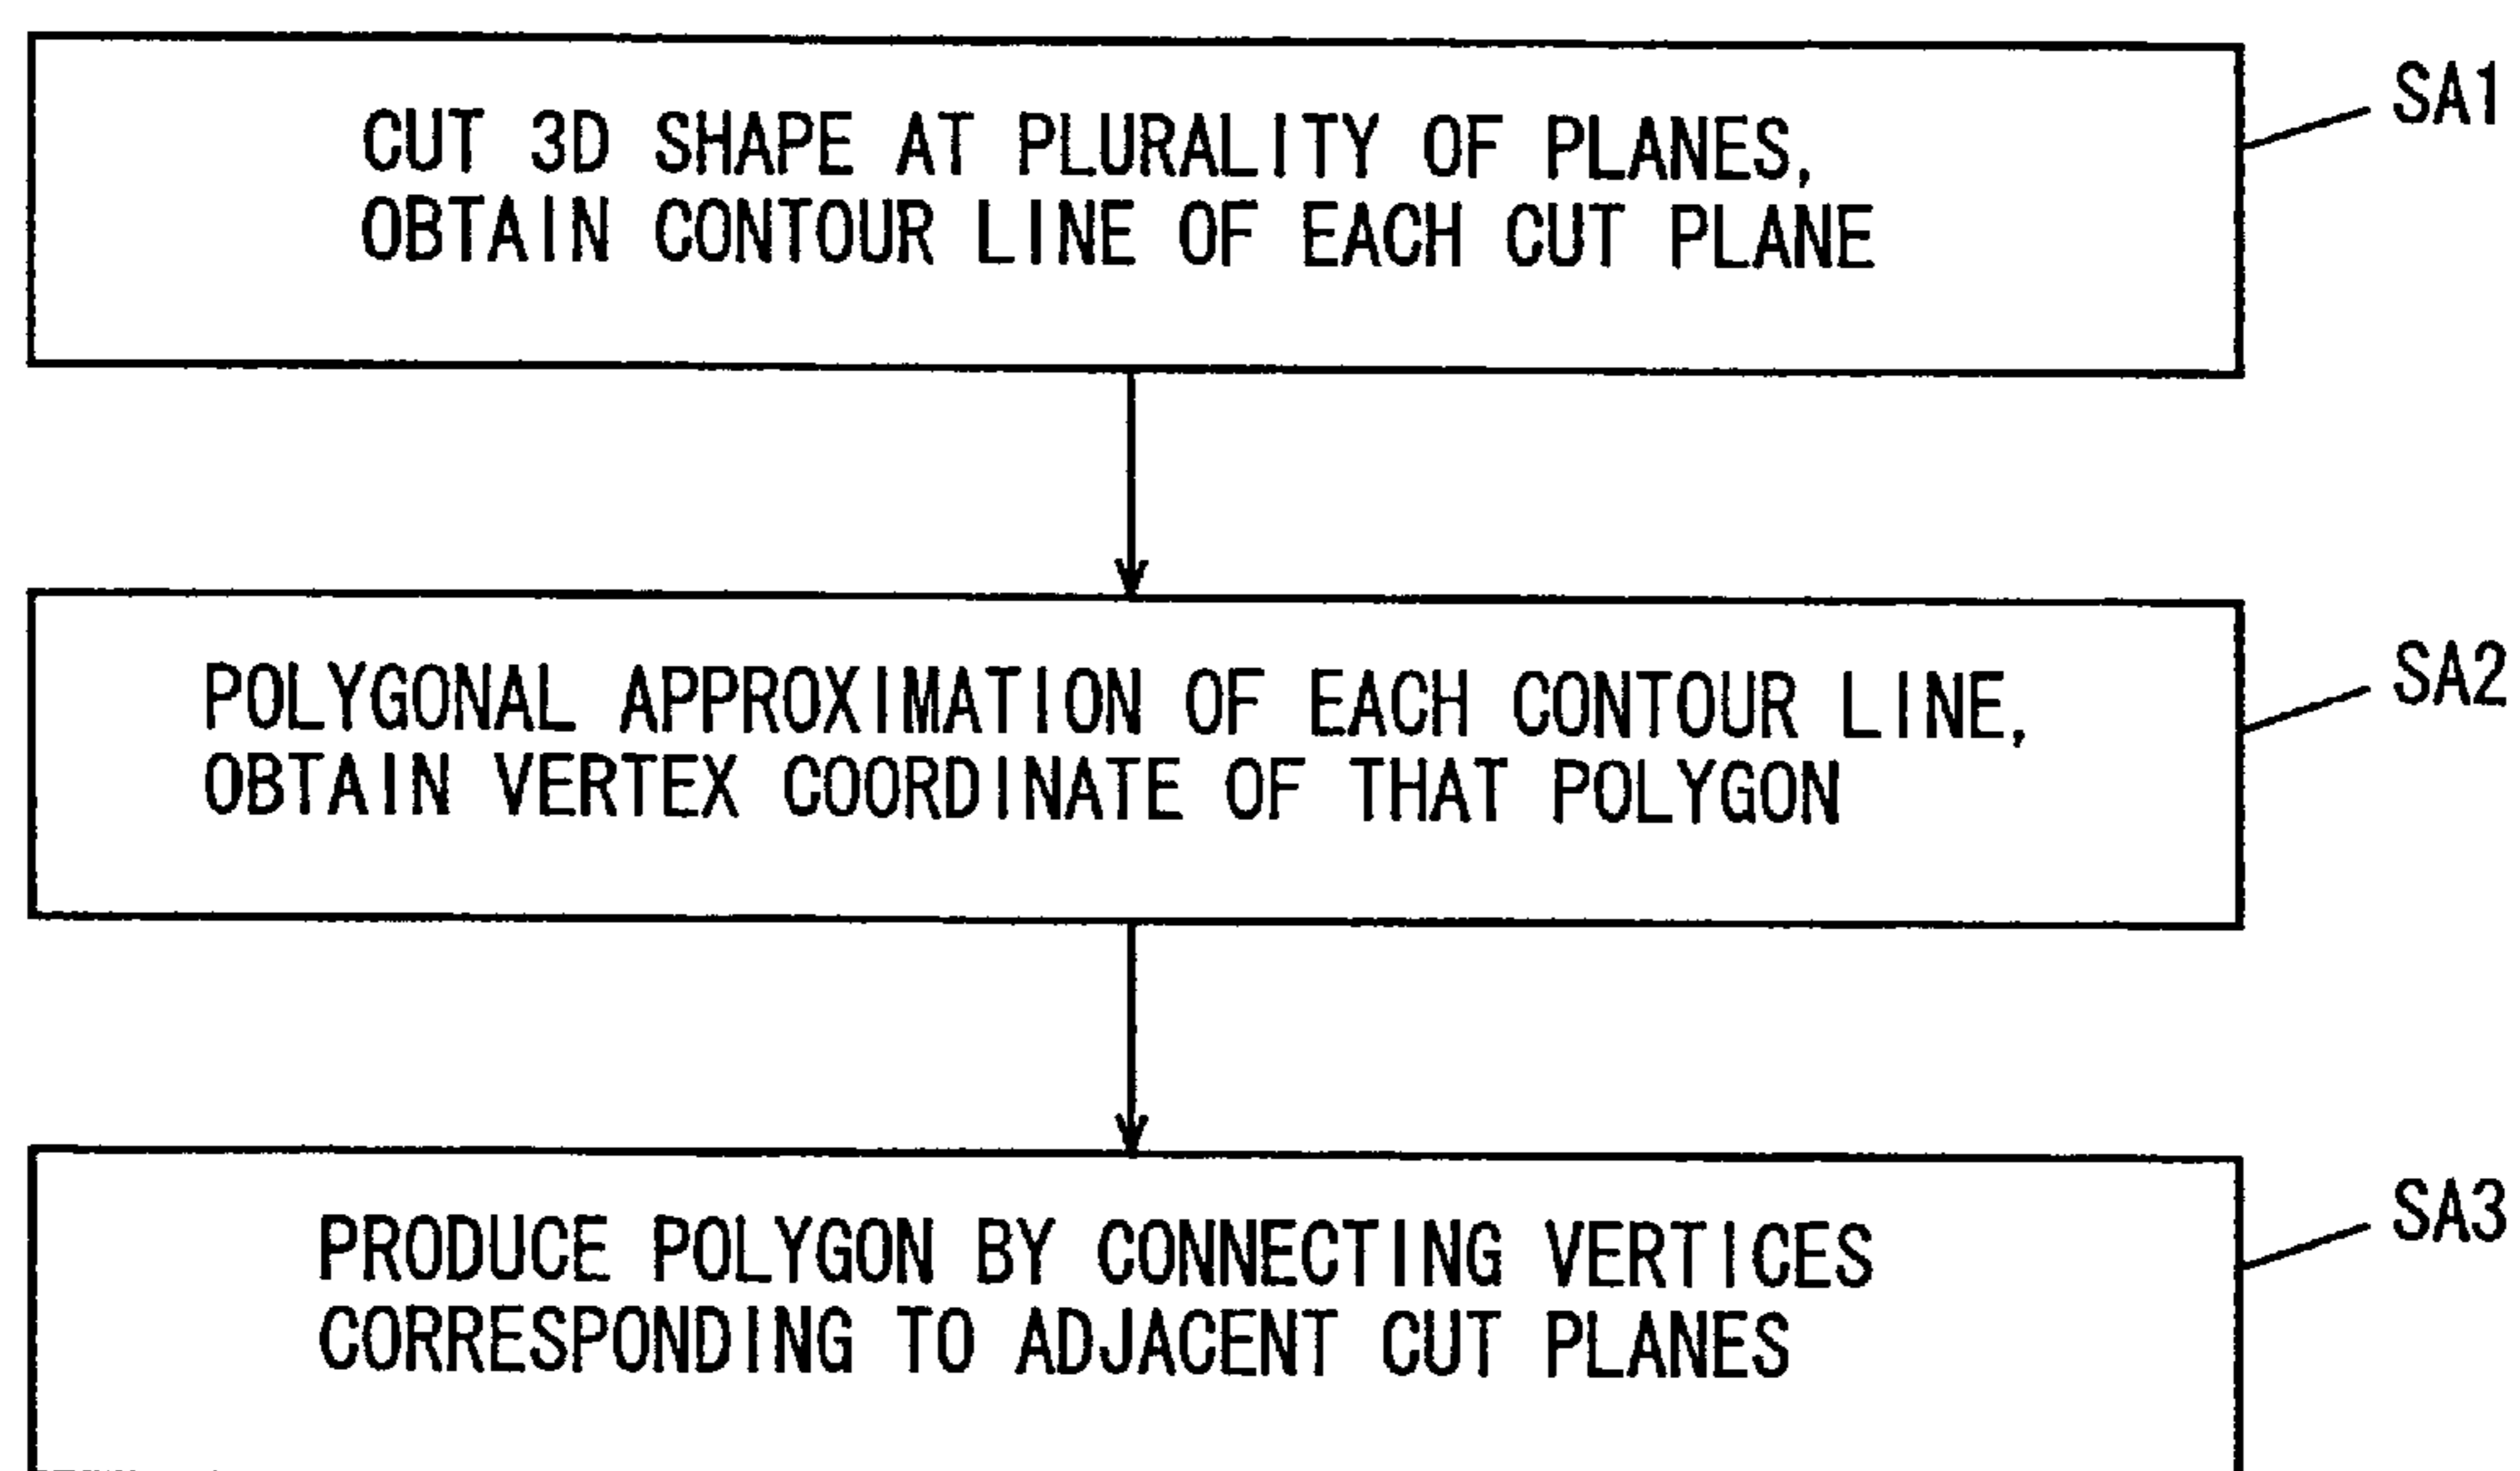 CUT 3D SHAPE AT PLURALITY OF PLANES,
OBTAIN CONTOUR LINE OF EACH CUT PLANE
SA1
POLYGONAL APPROXIMATION OF EACH CONTOUR LINE,
OBTAIN VERTEX COORDINATE OF THAT POLYGON
SA2
PRODUCE POLYGON BY CONNECTING VERTICES
CORRESPONDING TO ADJACENT CUT PLANES
SA3